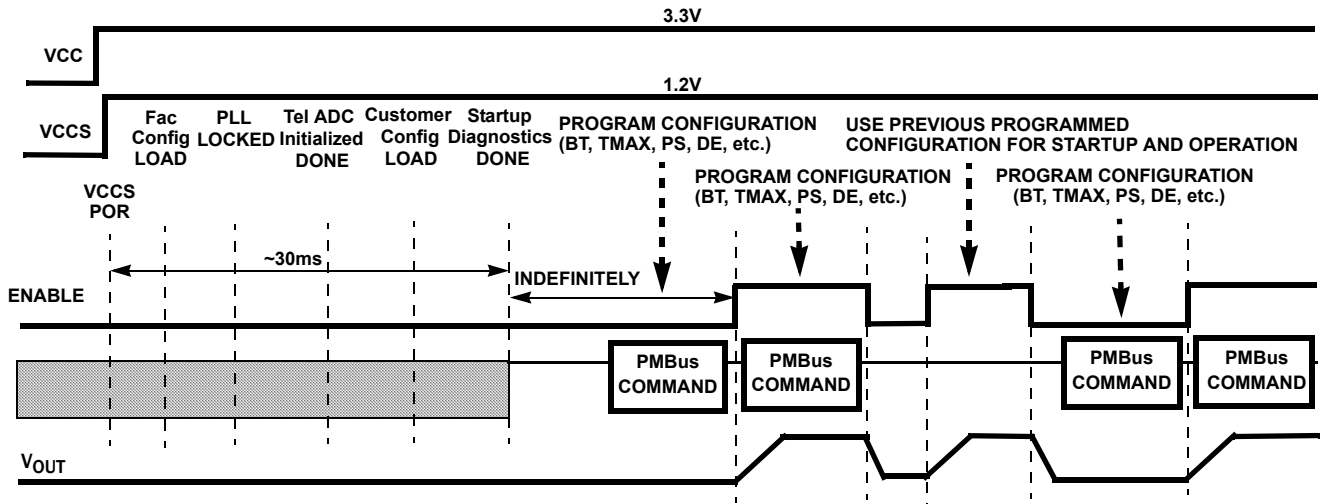 3.3V
VCC
1.2V
VCCS
Fac
Config
LOAD
PLL
LOCKED
Tel ADC
Initialized
DONE
Customer
Config
LOAD
Startup
Diagnostics
DONE
PROGRAM CONFIGURATION
(BT, TMAX, PS, DE, etc.)
USE PREVIOUS PROGRAMMED
CONFIGURATION FOR STARTUP AND OPERATION
PROGRAM CONFIGURATION
(BT, TMAX, PS, DE, etc.)
PROGRAM CONFIGURATION
(BT, TMAX, PS, DE, etc.)
VCCS
POR
~30ms
INDEFINITELY
ENABLE
PMBus
COMMAND
PMBus
COMMAND
PMBus
COMMAND
PMBus
COMMAND
VOUT